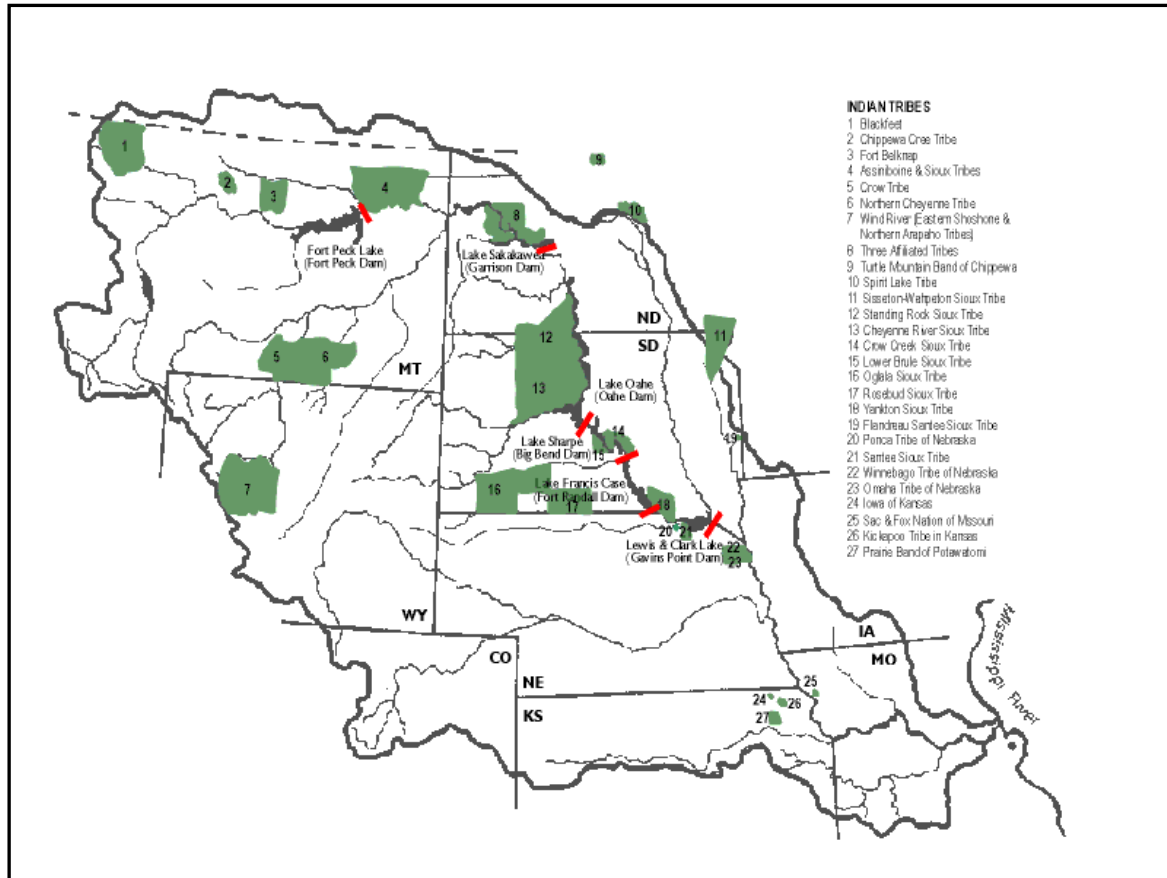 INDIAN TRIBES
1 Blackfeet
2 Chippewa Cree Tribe
3 Fort Belknap
4 Assiniboine & Sioux Tribes
5 Crow Tribe
6 Northern Cheyenne Tribe
7 Wind River (Eastern Shoshone &
Northern Arapaho Tribes)
8 Three Affiliated Tribes
9 Turtle Mountain Band of Chippewa
10 Spirit Lake Tribe
11 Sisseton-Wahpeton Sioux Tribe
12 Standing Rock Sioux Tribe
13 Cheyenne River Sioux Tribe
14 Crow Creek Sioux Tribe
15 Lower Brule Sioux Tribe
16 Oglala Sioux Tribe
17 Rosebud Sioux Tribe
18 Yankton Sioux Tribe
19 Flandreau Santee Sioux Tribe
20 Ponca Tribe of Nebraska
21 Santee Sioux Tribe
22 Winnebago Tribe of Nebraska
23 Omaha Tribe of Nebraska
24 Iowa of Kansas
25 Sac & Fox Nation of Missouri
26 Kickapoo Tribe in Kansas
27 Prairie Band of Potawatomi
1
2
3
4
9
8
10
Fort Peck Lake
(Fort Peck Dam)
Lake Sakakawea
(Garrison Dam)
ND
SD
12
11
5
6
MT
13
Lake Oahe
(Oahe Dam)
14
15
Lake Sharpe
(Big Bend Dam)
7
16
17
Lake Francis Case
(Fort Randall Dam)
18
20
21
Lewis & Clark Lake
(Gavins Point Dam)
22
23
WY
CO
NE
KS
IA
MO
25
24
26
27
Mississippi River